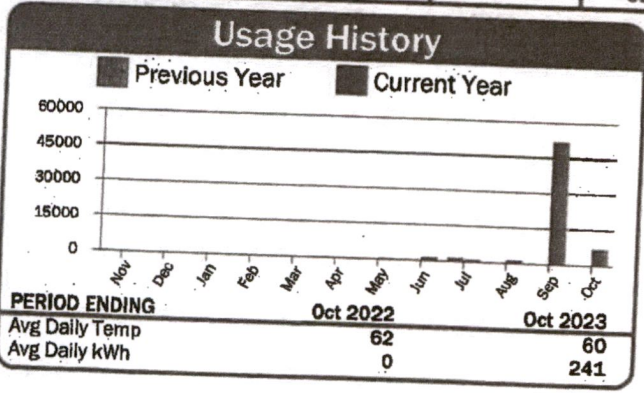 Usage History
Previous Year Current Year
60000
45000
30000
15000
0
Nov Dec Jan Feb Mar Apr May Jun Jul Aug Sep Oct
PERIOD ENDING Oct 2022 Oct 2023
Avg Daily Temp 62 60
Avg Daily kWh 0 241